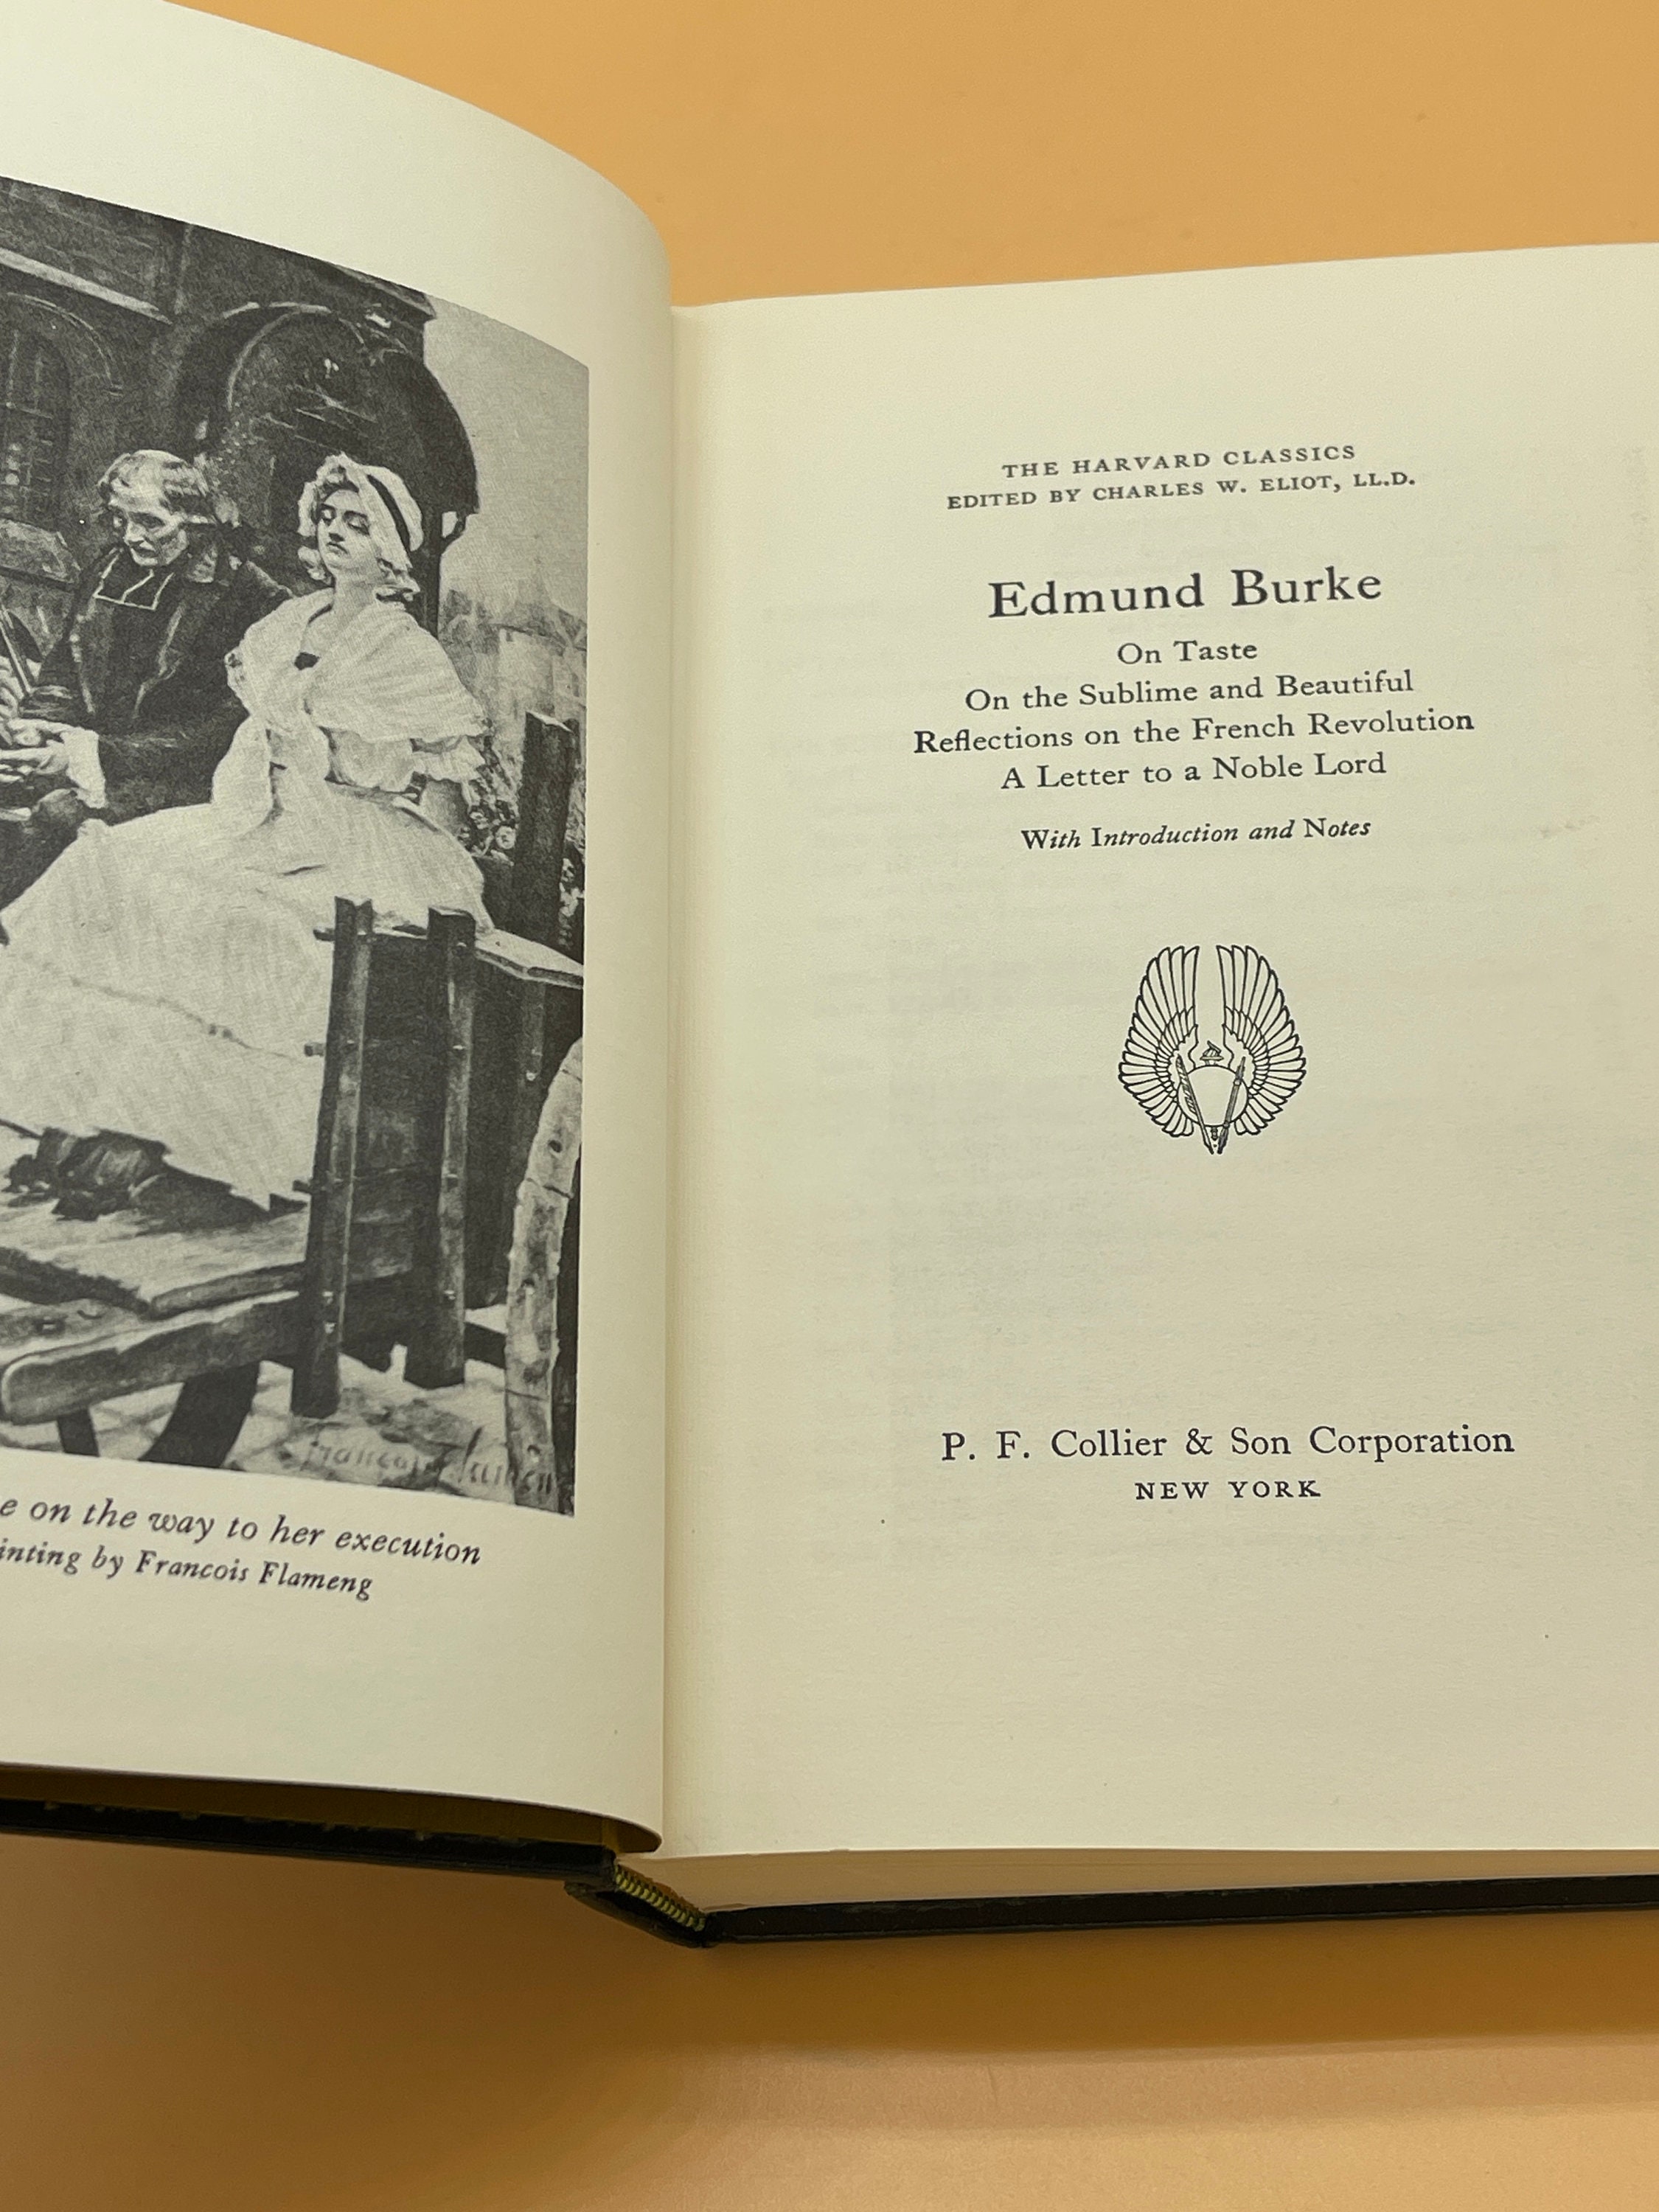 e on the way to her execution
inting by Francois Flameng
THE HARVARD CLASSICS
EDITED BY CHARLES W. ELIOT, LL.D.
Edmund Burke
On Taste
On the Sublime and Beautiful
Reflections on the French Revolution
A Letter to a Noble Lord
With Introduction and Notes
P. F. Collier & Son Corporation
NEW YORK